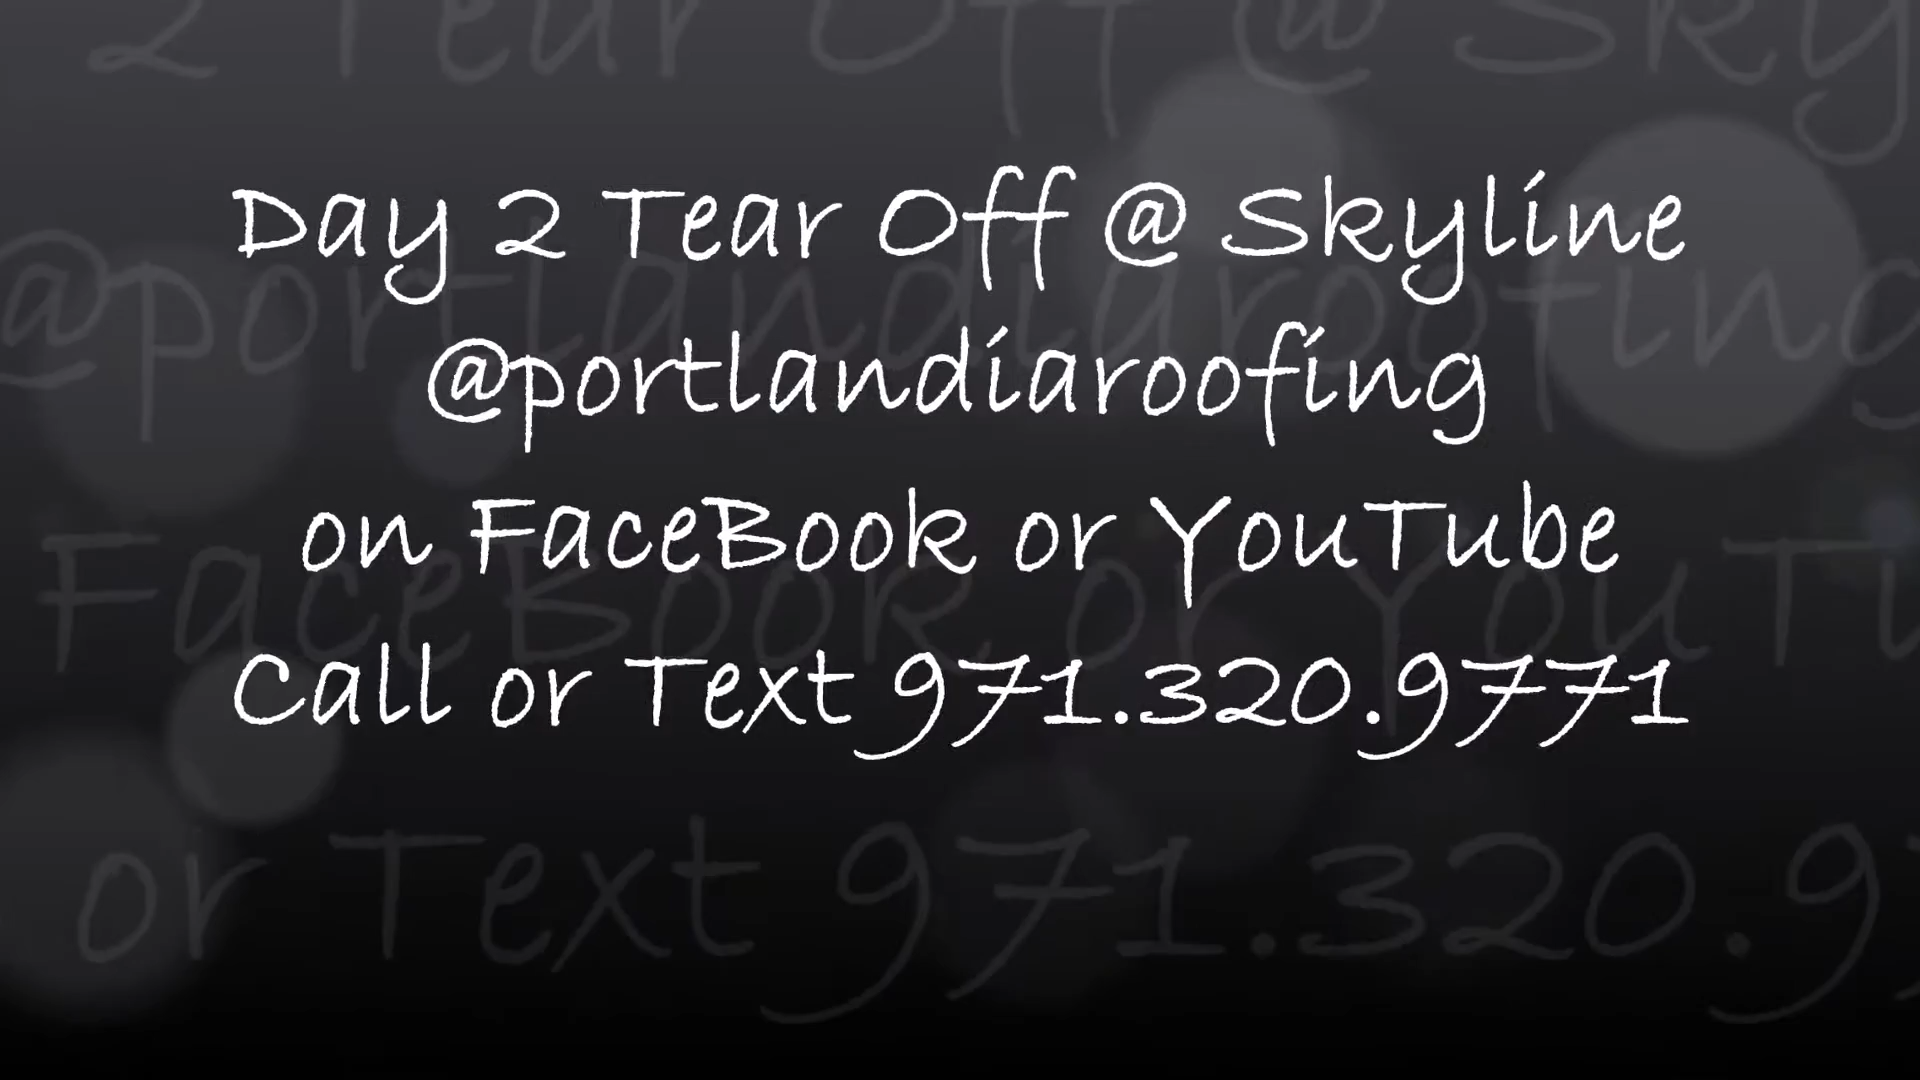 Day 2 Tear Off @ Skyline
@portlandiaroofing
on FaceBook or YouTube
Call or Text 971.320.9771